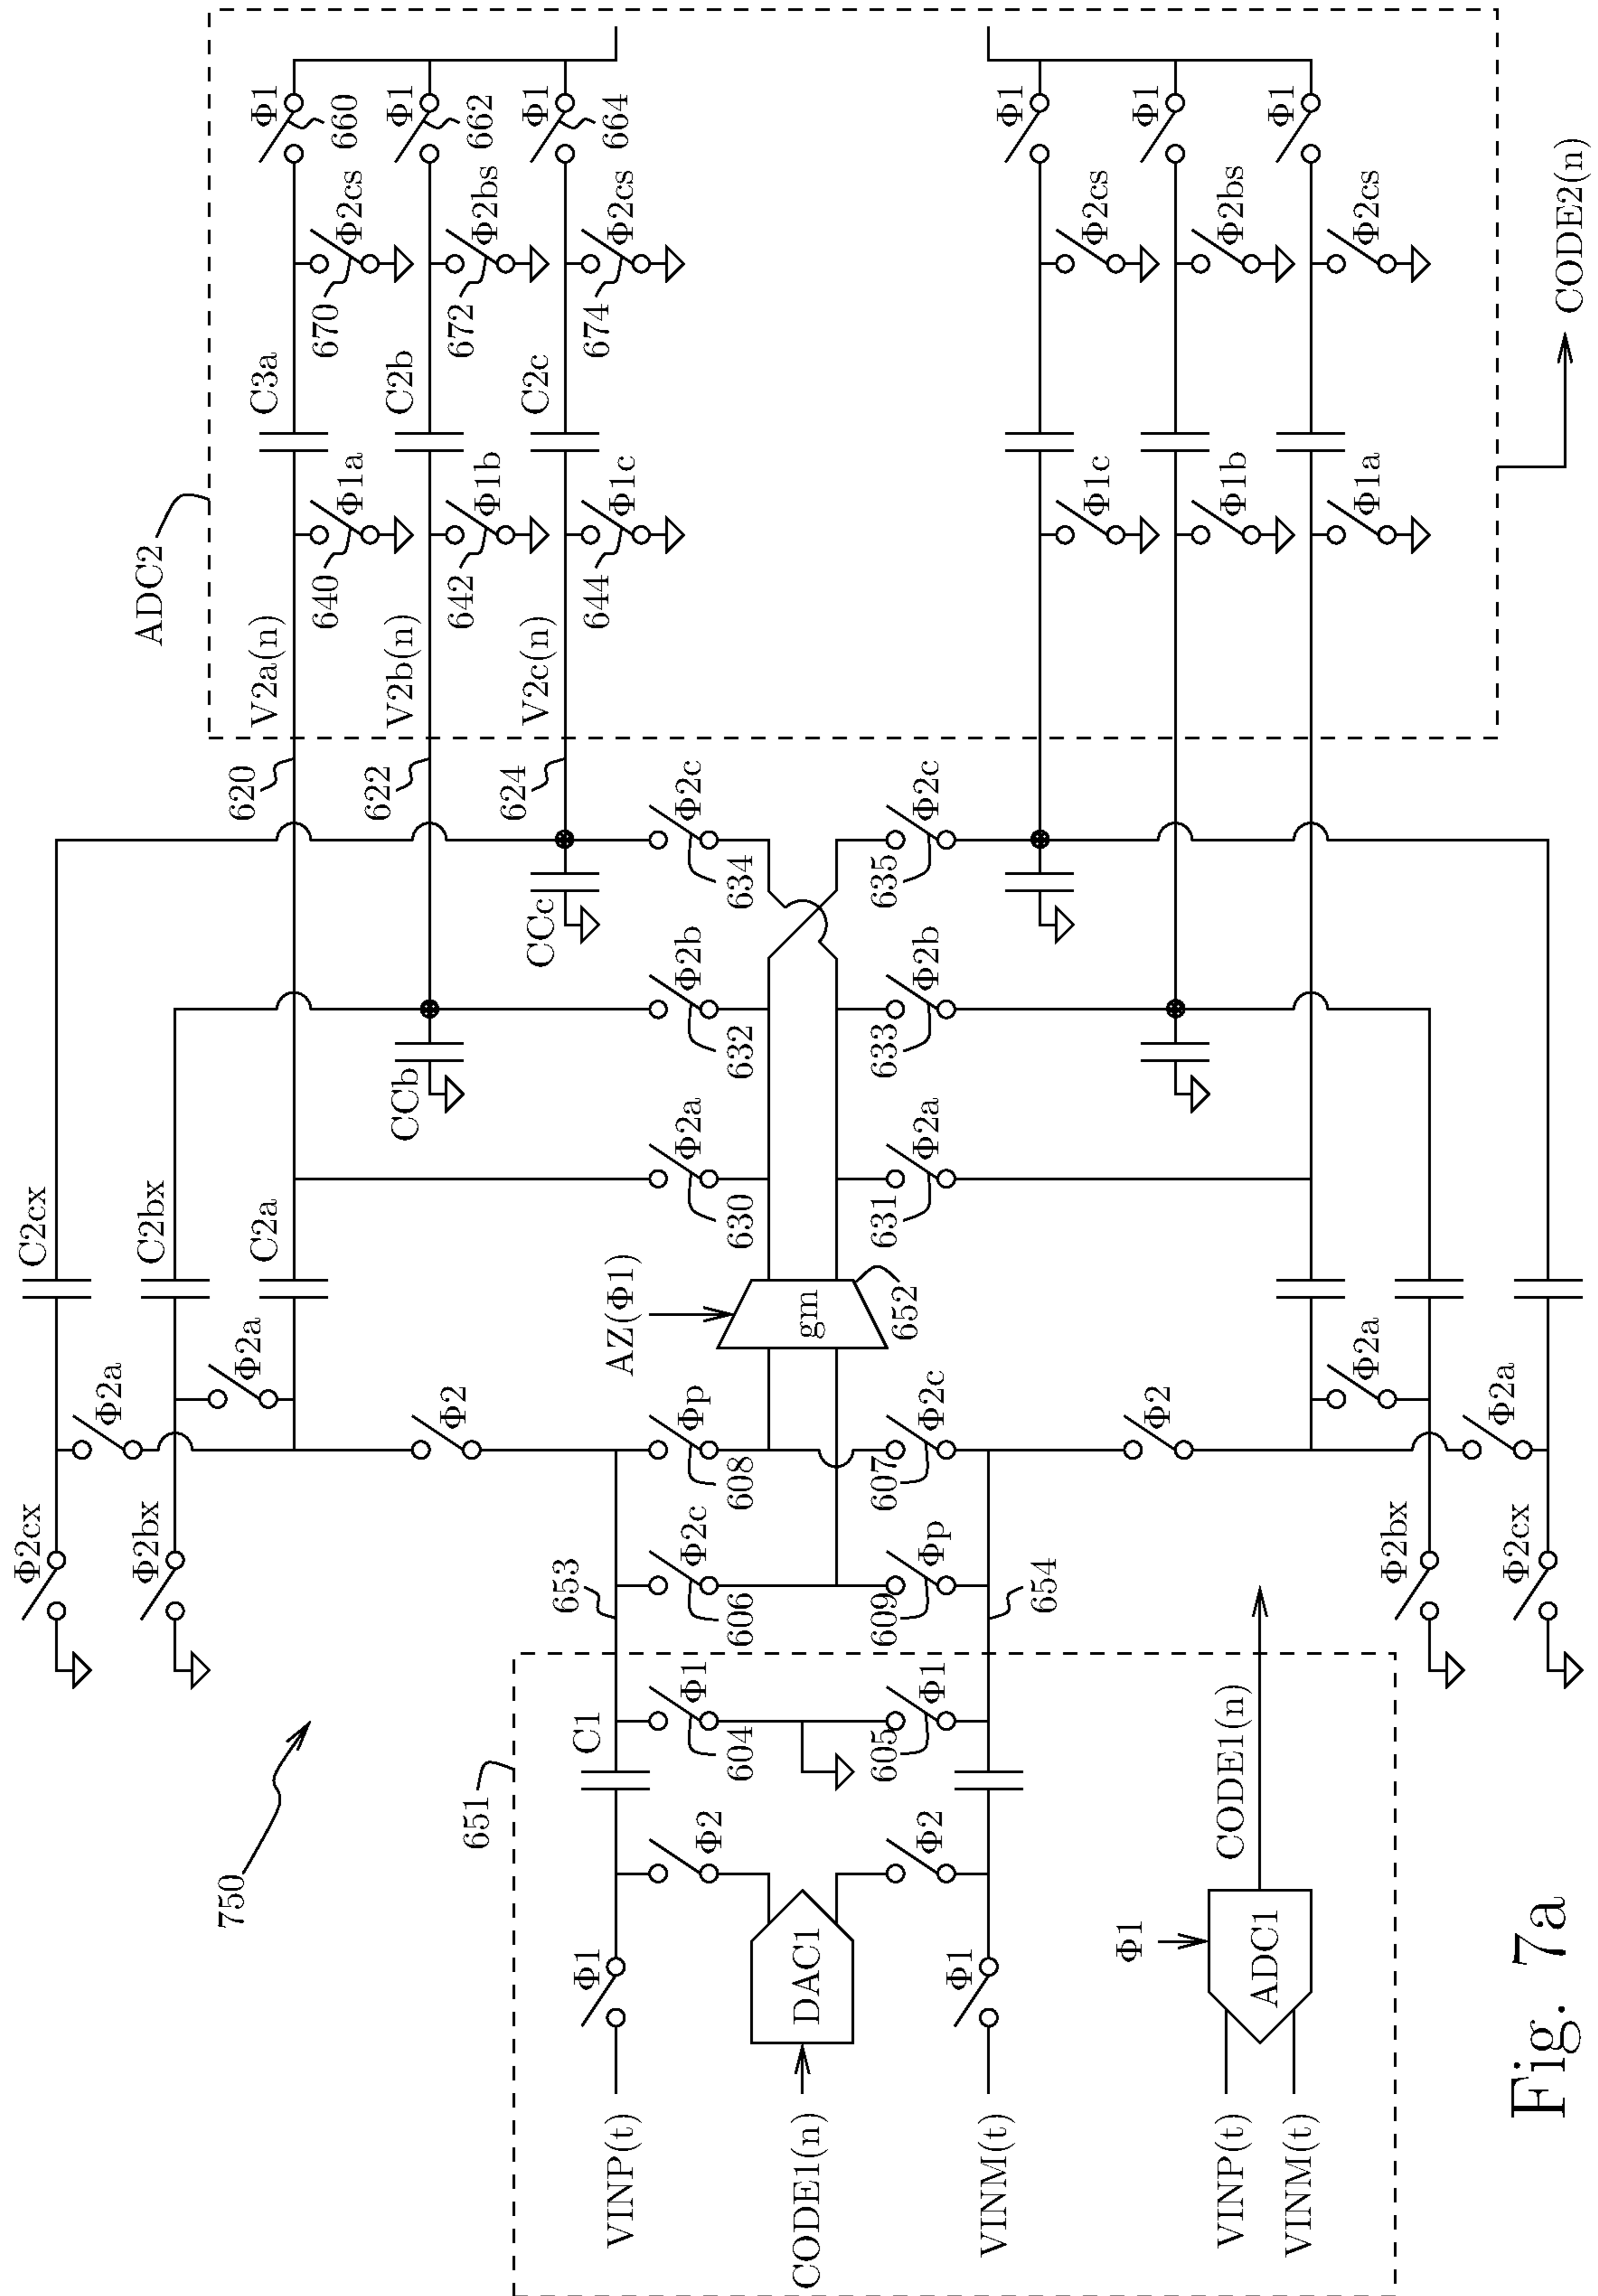 Φ2cx
Φ2a
C2cx
Φ2bx
Φ2a
C2bx
C2a
Φ2
620
V2a(n)
640
Φ1a
C3a
670
Φ2cs
Φ1
660
622
V2b(n)
642
Φ1b
C2b
672
Φ2bs
Φ1
662
624
V2c(n)
644
Φ1c
C2c
674
Φ2cs
Φ1
664
ADC2
CCb
CCc
750
651
C1
653
Φ1
VINP(t)
Φ2
604
Φ1
606
Φ2c
608
Φp
AZ(Φ1)
630
Φ2a
632
Φ2b
634
Φ2c
CODE1(n)
DAC1
gm
652
Φ2
605
Φ1
609
Φp
607
Φ2c
631
Φ2a
633
Φ2b
635
Φ2c
VINM(t)
Φ1
654
Φ2
Φ1c
Φ2cs
Φ1
Φ1b
Φ2bs
Φ1
Φ1a
Φ2cs
Φ1
Φ1
VINP(t)
VINM(t)
ADC1
CODE1(n)
Φ2bx
Φ2a
Φ2cx
Φ2a
CODE2(n)
Fig. 7a